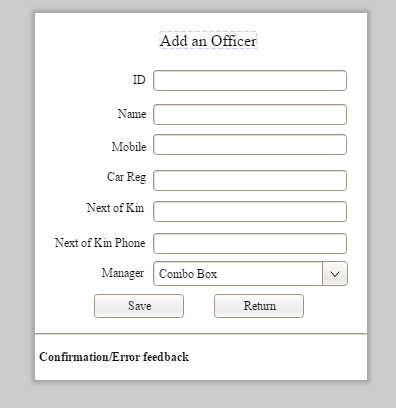 Add an Officer
ID
Name
Mobile
Car Reg
Next of Kin
Next of Kin Phone
Manager Combo Box
Save Return
Confirmation/Error feedback